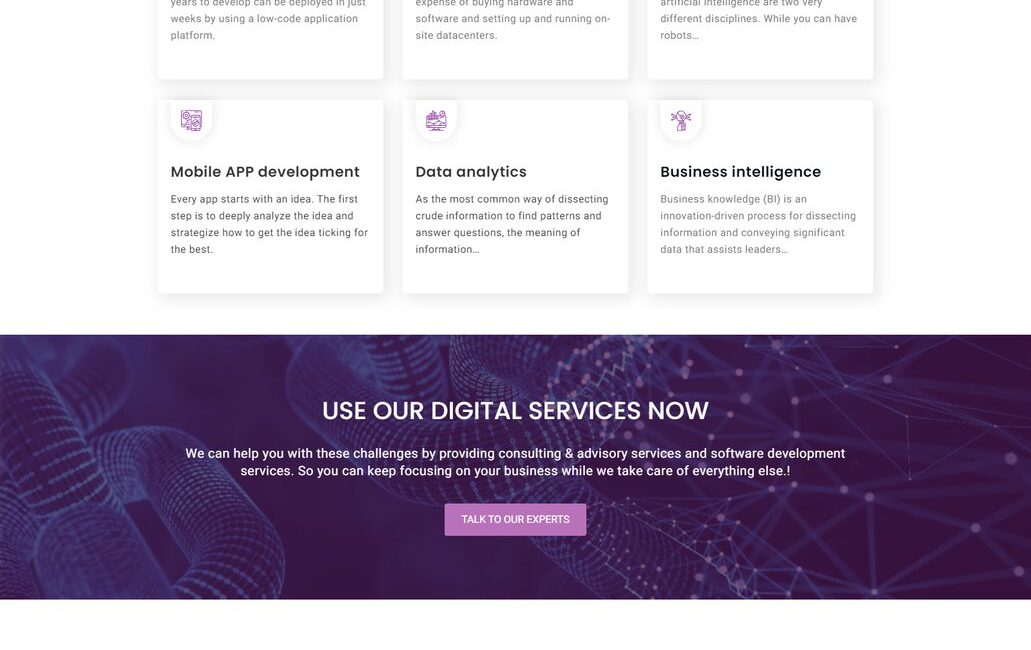 years to develop can be deployed in just
weeks by using a low-code application
platform.
expense of buying hardware and
software and setting up and running on-
site datacenters.
artificial intelligence are two very
different disciplines. While you can have
robots...
Mobile APP development
Every app starts with an idea. The first
step is to deeply analyze the idea and
strategize how to get the idea ticking for
the best.
Data analytics
As the most common way of dissecting
crude information to find patterns and
answer questions, the meaning of
information...
Business intelligence
Business knowledge (BI) is an
innovation-driven process for dissecting
information and conveying significant
data that assists leaders...
USE OUR DIGITAL SERVICES NOW
We can help you with these challenges by providing consulting & advisory services and software development
services. So you can keep focusing on your business while we take care of everything else.!
TALK TO OUR EXPERTS